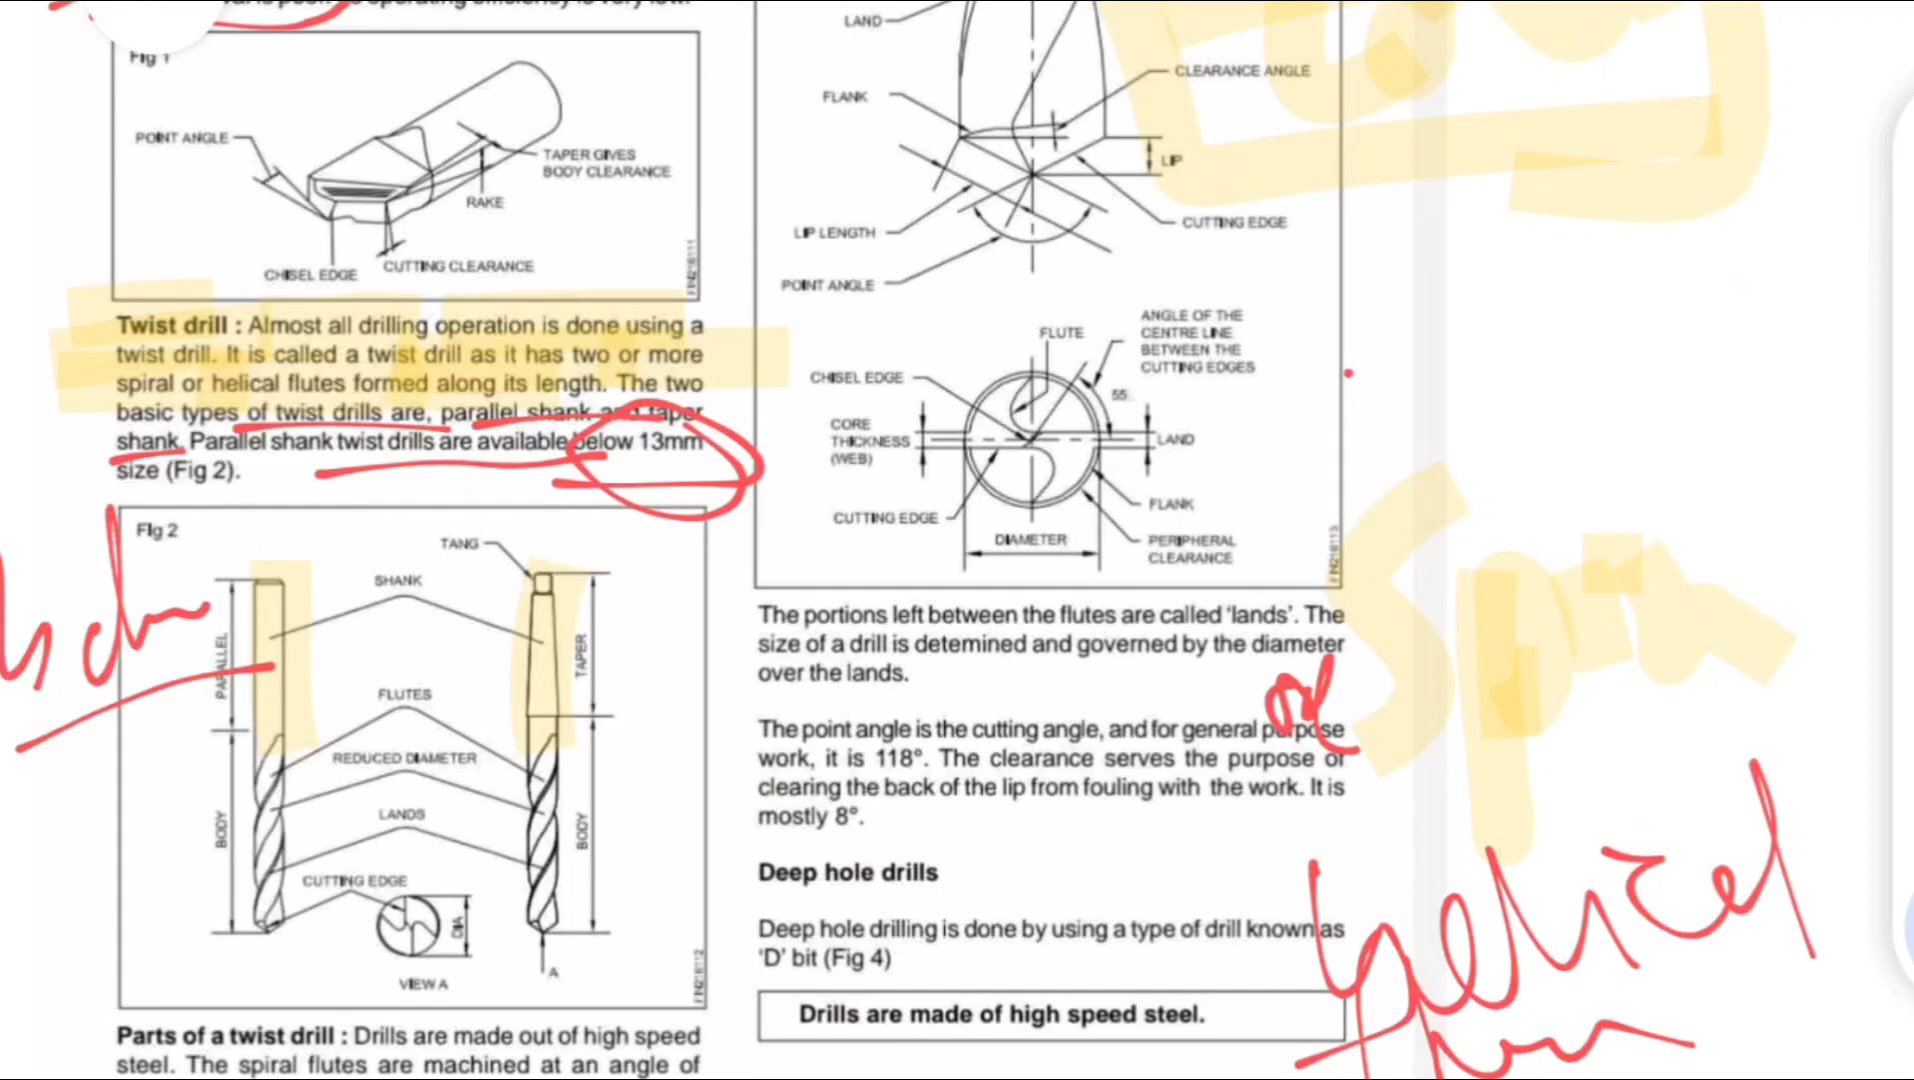 Fig 1
POINT ANGLE
TAPER GIVES
BODY CLEARANCE
RAKE
CHISEL EDGE
CUTTING CLEARANCE
FIN216111
Twist drill : Almost all drilling operation is done using a
twist drill. It is called a twist drill as it has two or more
spiral or helical flutes formed along its length. The two
basic types of twist drills are, parallel shank and taper
shank. Parallel shank twist drills are available below 13mm
size (Fig 2).
Fig 2
TANG
SHANK
PARALLEL
TAPER
FLUTES
REDUCED DIAMETER
LANDS
BODY
BODY
CUTTING EDGE
DIA
A
VIEW A
FIN216112
Parts of a twist drill : Drills are made out of high speed
steel. The spiral flutes are machined at an angle of
LAND
CLEARANCE ANGLE
FLANK
LIP
LIP LENGTH
CUTTING EDGE
POINT ANGLE
FLUTE
ANGLE OF THE
CENTRE LINE
BETWEEN THE
CUTTING EDGES
CHISEL EDGE
55
CORE
THICKNESS
(WEB)
LAND
FLANK
CUTTING EDGE
DIAMETER
PERIPHERAL
CLEARANCE
FIN216113
The portions left between the flutes are called ‘lands’. The
size of a drill is detemined and governed by the diameter
over the lands.
or
The point angle is the cutting angle, and for general purpose
work, it is 118°. The clearance serves the purpose of
clearing the back of the lip from fouling with the work. It is
mostly 8°.
Deep hole drills
Deep hole drilling is done by using a type of drill known as
‘D’ bit (Fig 4)
Drills are made of high speed steel.
helical